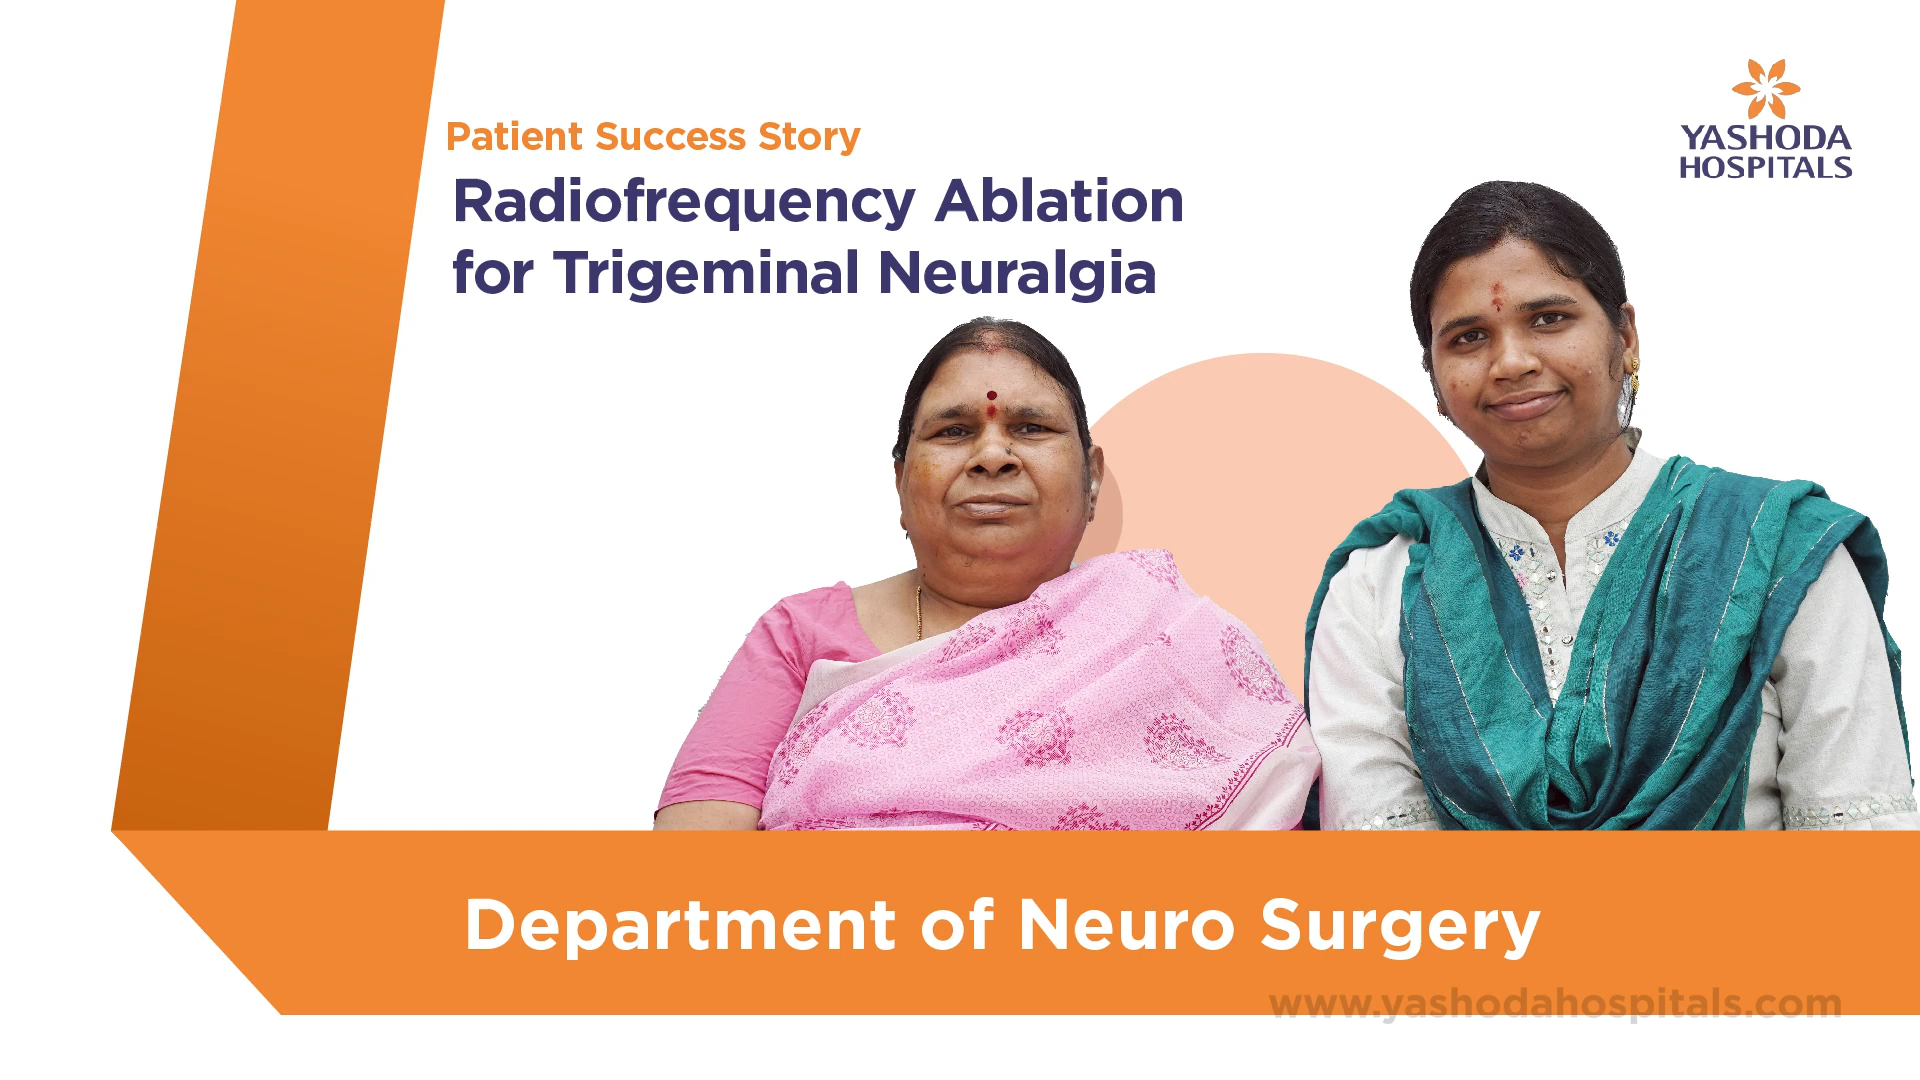 Patient Success Story
Radiofrequency Ablation
for Trigeminal Neuralgia
YASHODA
HOSPITALS
Department of Neuro Surgery
www.yashodahospitals.com